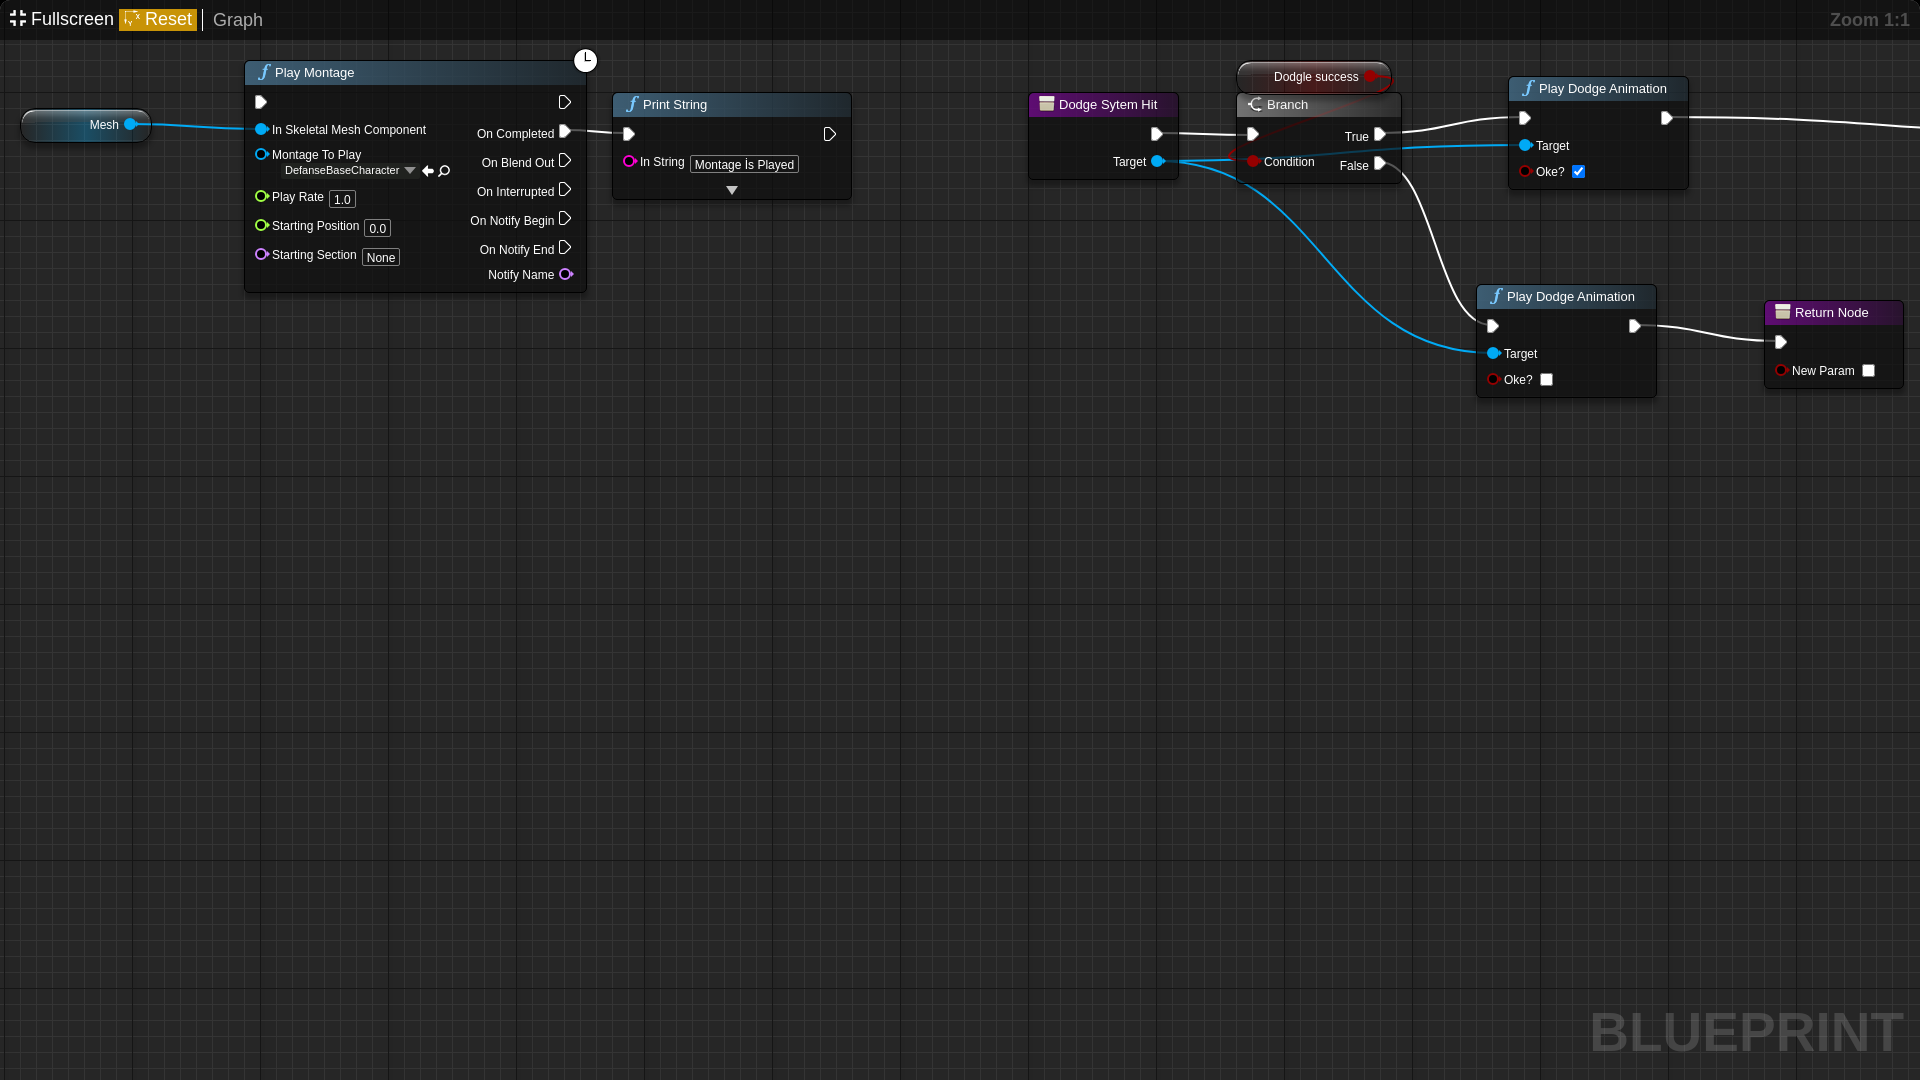 Fullscreen Reset Graph
Zoom 1:1
Mesh
Play Montage
In Skeletal Mesh Component
Montage To Play
DefanseBaseCharacter
Play Rate 1.0
Starting Position 0.0
Starting Section None
On Completed
On Blend Out
On Interrupted
On Notify Begin
On Notify End
Notify Name
Print String
In String Montage İs Played
Dodge Sytem Hit
Target
Dodgle success
Branch
Condition
True
False
Play Dodge Animation
Target
Oke?
Play Dodge Animation
Target
Oke?
Return Node
New Param
BLUEPRINT